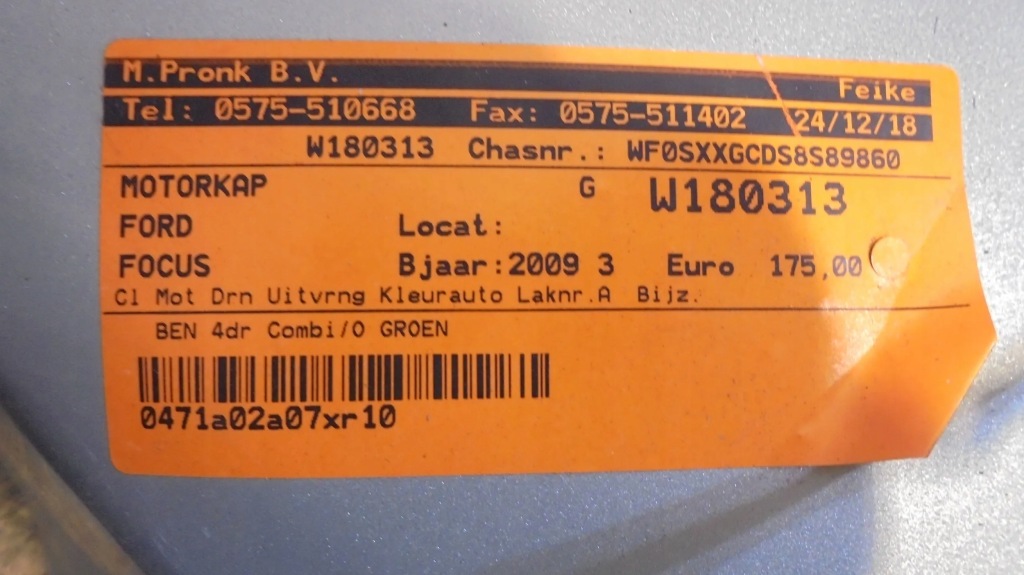 M.Pronk B.V.
Feike
Tel: 0575-510668 Fax: 0575-511402 24/12/18
W180313 Chasnr.: WF0SXXGCDS8S89860
MOTORKAP G W180313
FORD Locat:
FOCUS Bjaar:2009 3 Euro 175,00
Cl Mot Drn Uitvrng Kleurauto Laknr.A Bijz.
BEN 4dr Combi/O GROEN
0471a02a07xr10